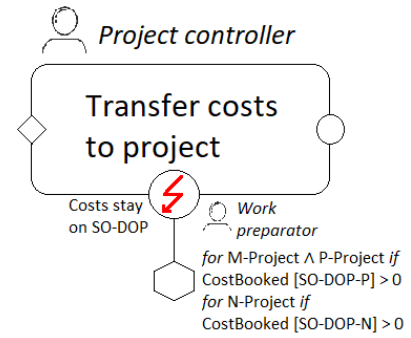 Project controller
Transfer costs
to project
Costs stay
on SO-DOP
Work
preparator
for M-Project ∧ P-Project if
CostBooked [SO-DOP-P] > 0
for N-Project if
CostBooked [SO-DOP-N] > 0